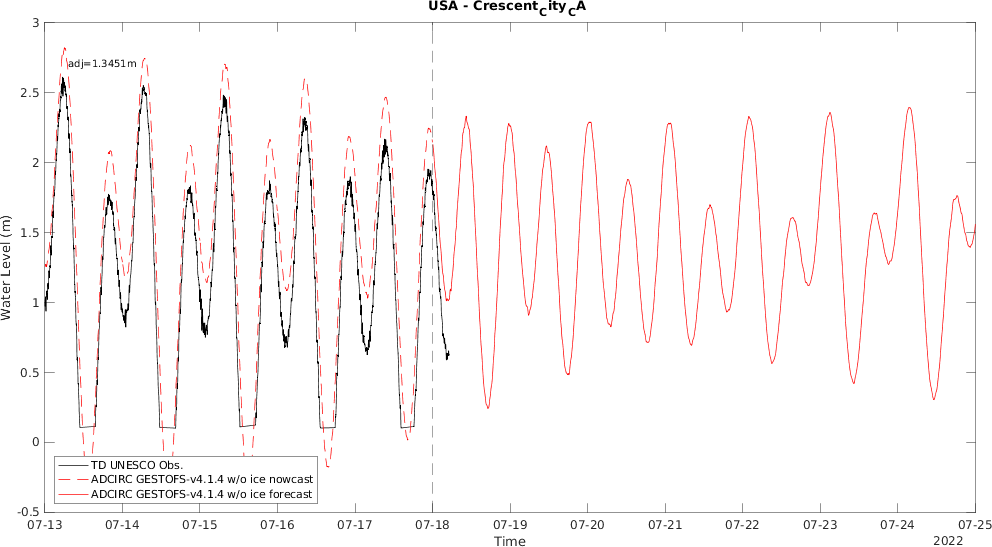 USA - Crescent_City_CA
3
adj=1.3451m
2.5
2
1.5
1
0.5
0
-0.5
Water Level (m)
TD UNESCO Obs.
ADCIRC GESTOFS-v4.1.4 w/o ice nowcast
ADCIRC GESTOFS-v4.1.4 w/o ice forecast
07-13 07-14 07-15 07-16 07-17 07-18 07-19 07-20 07-21 07-22 07-23 07-24 07-25
Time
2022